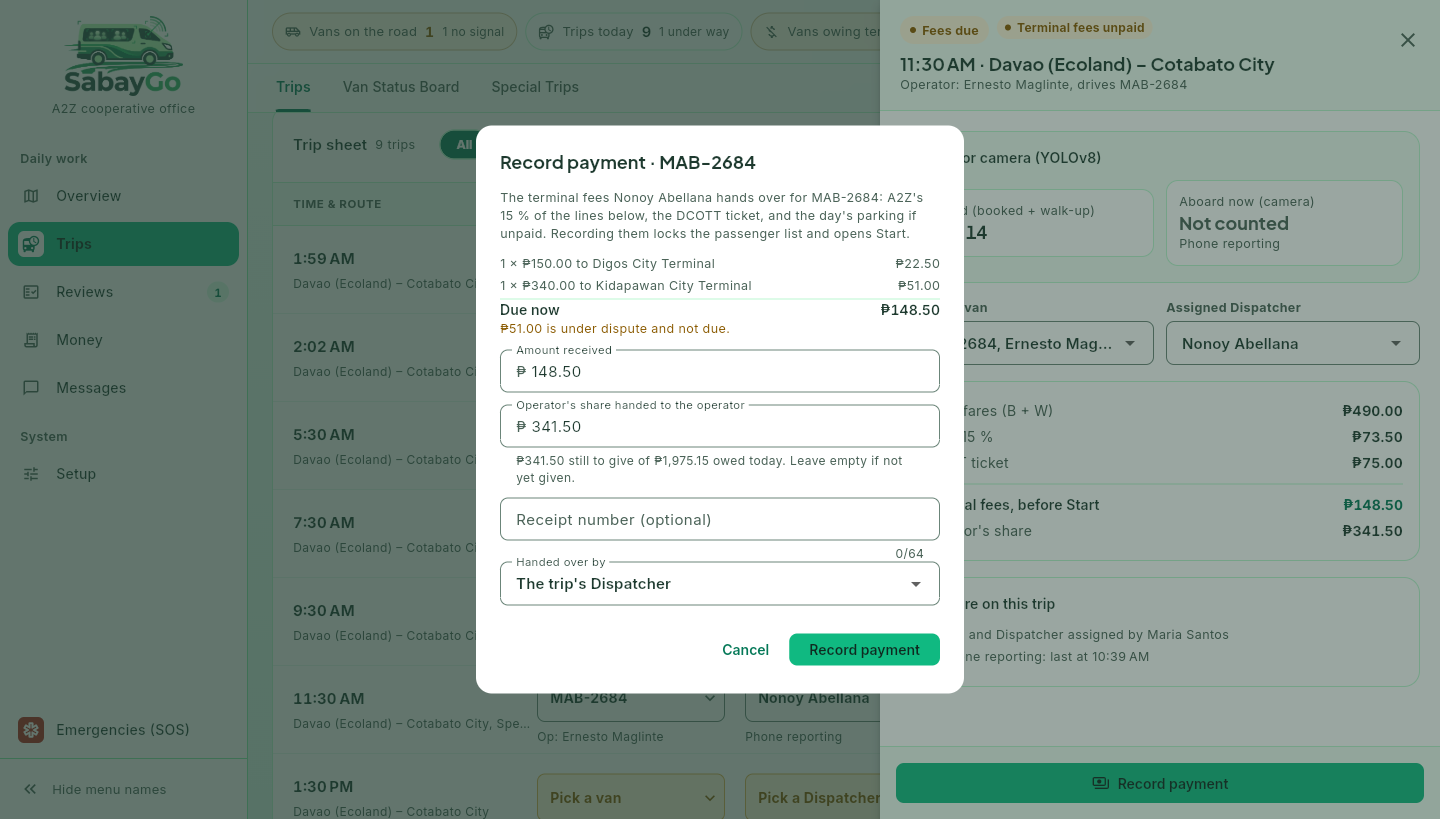 SabayGo
A2Z cooperative office
Daily work
Overview
Trips
Reviews 1
Money
Messages
System
Setup
Emergencies (SOS)
Hide menu names
Vans on the road 1 1 no signal
Trips today 9 1 under way
Vans owing
Trips
Van Status Board
Special Trips
Trip sheet 9 trips
All
TIME & ROUTE
1:59 AM
Davao (Ecoland) – Cotabato
2:02 AM
Davao (Ecoland) – Cotabato
5:30 AM
Davao (Ecoland) – Cotabato
7:30 AM
Davao (Ecoland) – Cotabato
9:30 AM
Davao (Ecoland) – Cotabato
11:30 AM
Davao (Ecoland) – Cotabato City, Spe...
MAB-2684
Op: Ernesto Maglinte
Nonoy Abellana
Phone reporting
1:30 PM
Davao (Ecoland) – Cotabato City
Pick a van
Pick a Dispatcher
Record payment · MAB-2684
The terminal fees Nonoy Abellana hands over for MAB-2684: A2Z's
15 % of the lines below, the DCOTT ticket, and the day's parking if
unpaid. Recording them locks the passenger list and opens Start.
1 × ₱150.00 to Digos City Terminal ₱22.50
1 × ₱340.00 to Kidapawan City Terminal ₱51.00
Due now ₱148.50
₱51.00 is under dispute and not due.
Amount received
₱ 148.50
Operator's share handed to the operator
₱ 341.50
₱341.50 still to give of ₱1,975.15 owed today. Leave empty if not
yet given.
Receipt number (optional)
0/64
Handed over by
The trip's Dispatcher
Cancel
Record payment
Fees due
Terminal fees unpaid
11:30 AM · Davao (Ecoland) – Cotabato City
Operator: Ernesto Maglinte, drives MAB-2684
or camera (YOLOv8)
(booked + walk-up)
14
Aboard now (camera)
Not counted
Phone reporting
van
Assigned Dispatcher
2684, Ernesto Mag...
Nonoy Abellana
fares (B + W) ₱490.00
15 % ₱73.50
ticket ₱75.00
fees, before Start ₱148.50
share ₱341.50
on this trip
and Dispatcher assigned by Maria Santos
reporting: last at 10:39 AM
Record payment